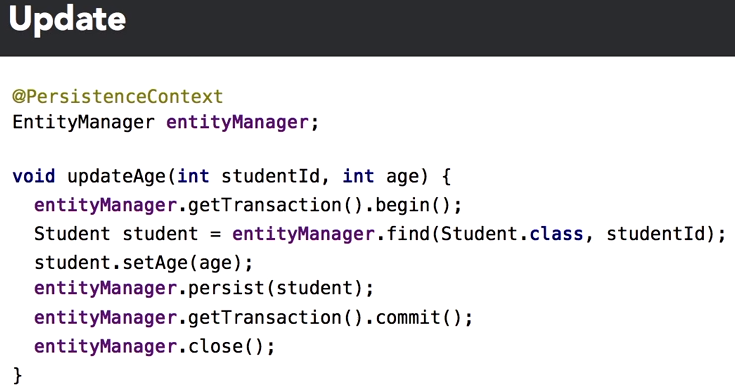 Update
@PersistenceContext
EntityManager entityManager;
void updateAge(int studentId, int age) {
entityManager.getTransaction().begin();
Student student = entityManager.find(Student.class, studentId);
student.setAge(age);
entityManager.persist(student);
entityManager.getTransaction().commit();
entityManager.close();
}